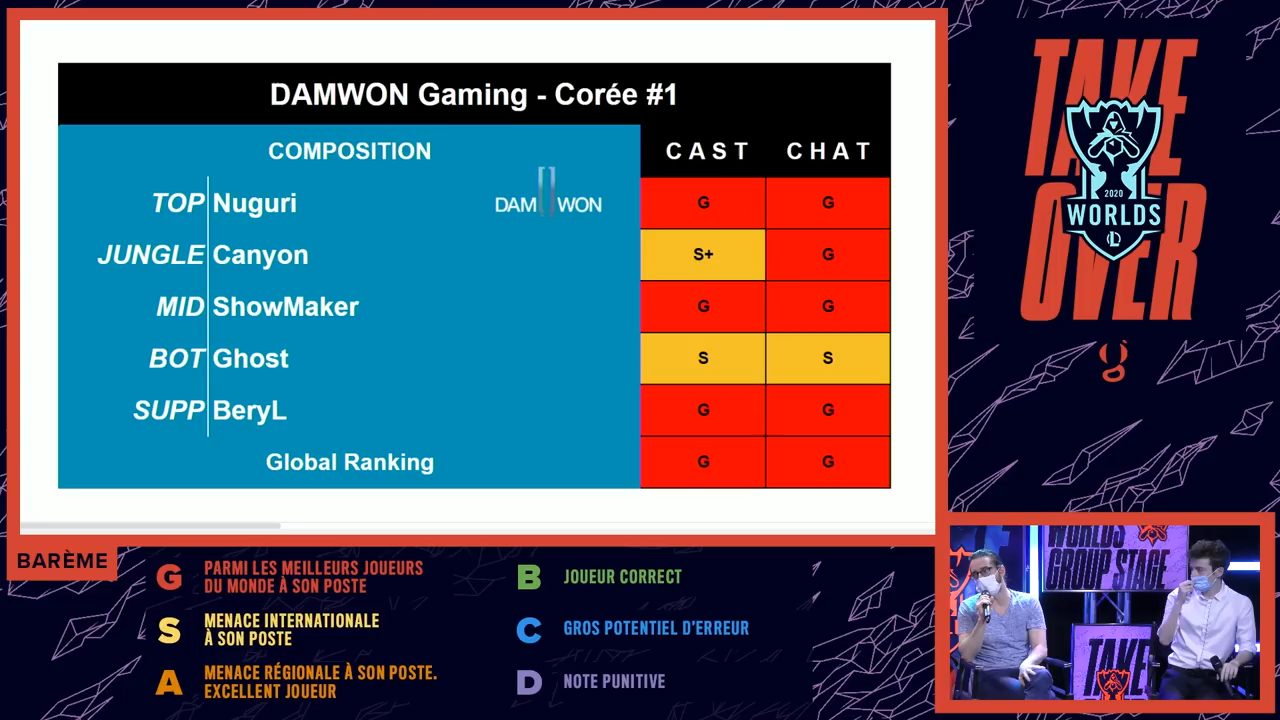 DAMWON Gaming - Corée #1
COMPOSITION
CAST CHAT
TOP Nuguri G G
DAMWON
JUNGLE Canyon S+ G
MID ShowMaker G G
BOT Ghost S S
SUPP BeryL G G
Global Ranking G G
TAKE
OVER
2020
WORLDS
BARÈME
G PARMI LES MEILLEURS JOUEURS
DU MONDE À SON POSTE
S MENACE INTERNATIONALE
À SON POSTE
A MENACE RÉGIONALE À SON POSTE.
EXCELLENT JOUEUR
B JOUEUR CORRECT
C GROS POTENTIEL D'ERREUR
D NOTE PUNITIVE
WORLDS
GROUP STAGE
TAKE